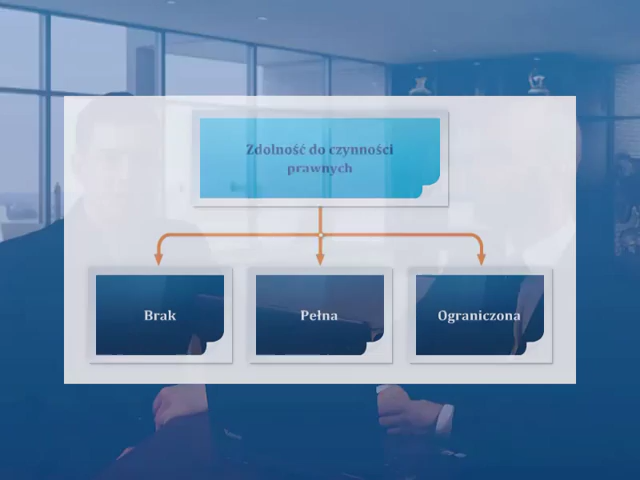 Zdolność do czynności
prawnych
Brak
Pełna
Ograniczona